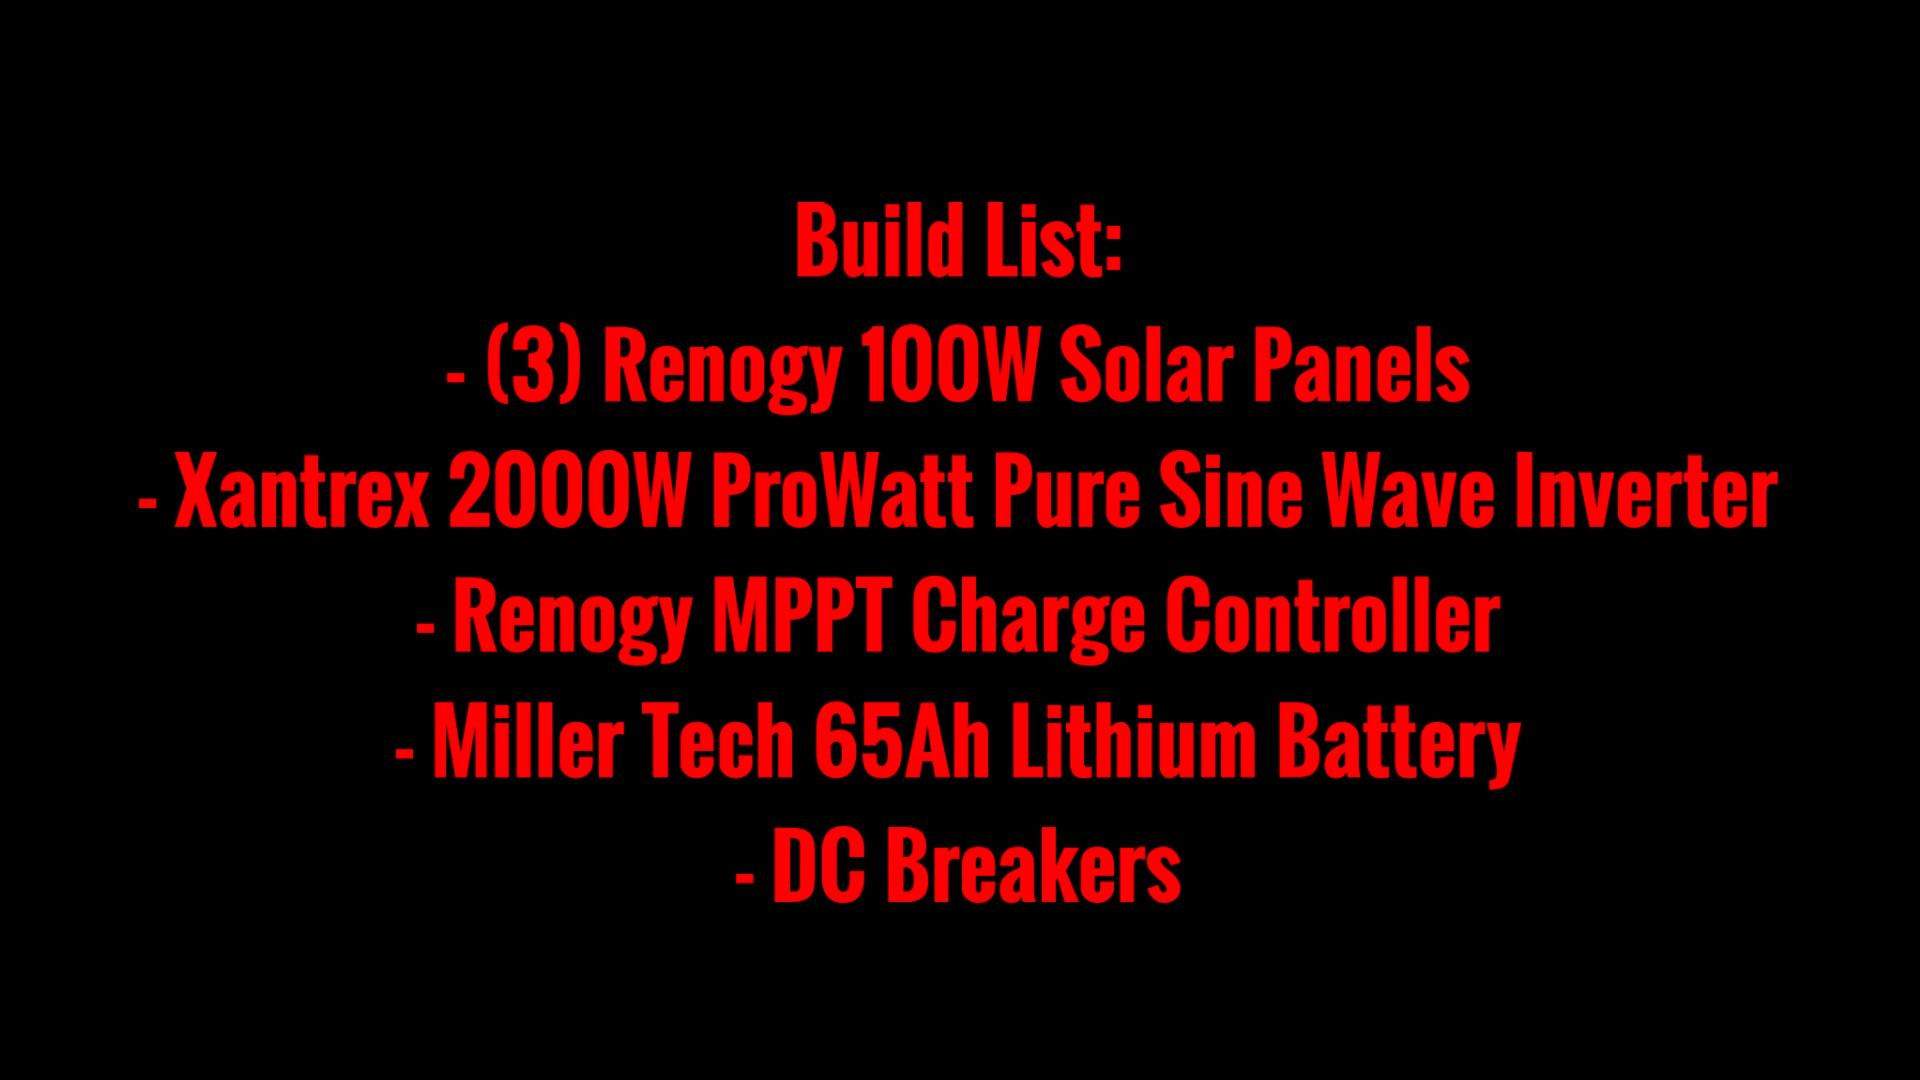 Build List:
- (3) Renogy 100W Solar Panels
- Xantrex 2000W ProWatt Pure Sine Wave Inverter
- Renogy MPPT Charge Controller
- Miller Tech 65Ah Lithium Battery
- DC Breakers